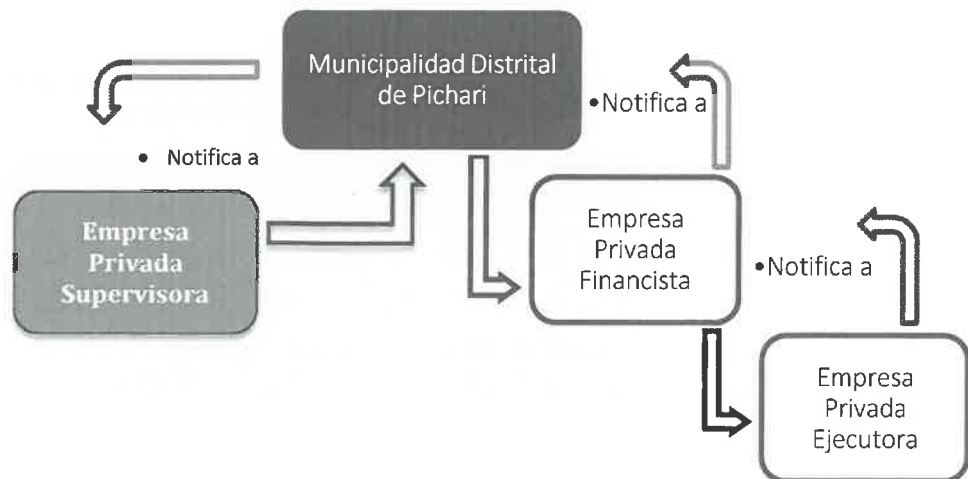 Municipalidad Distrital
de Pichari
•Notifica a
• Notifica a
Empresa
Privada
Supervisora
Empresa
Privada
Financista
•Notifica a
Empresa
Privada
Ejecutora